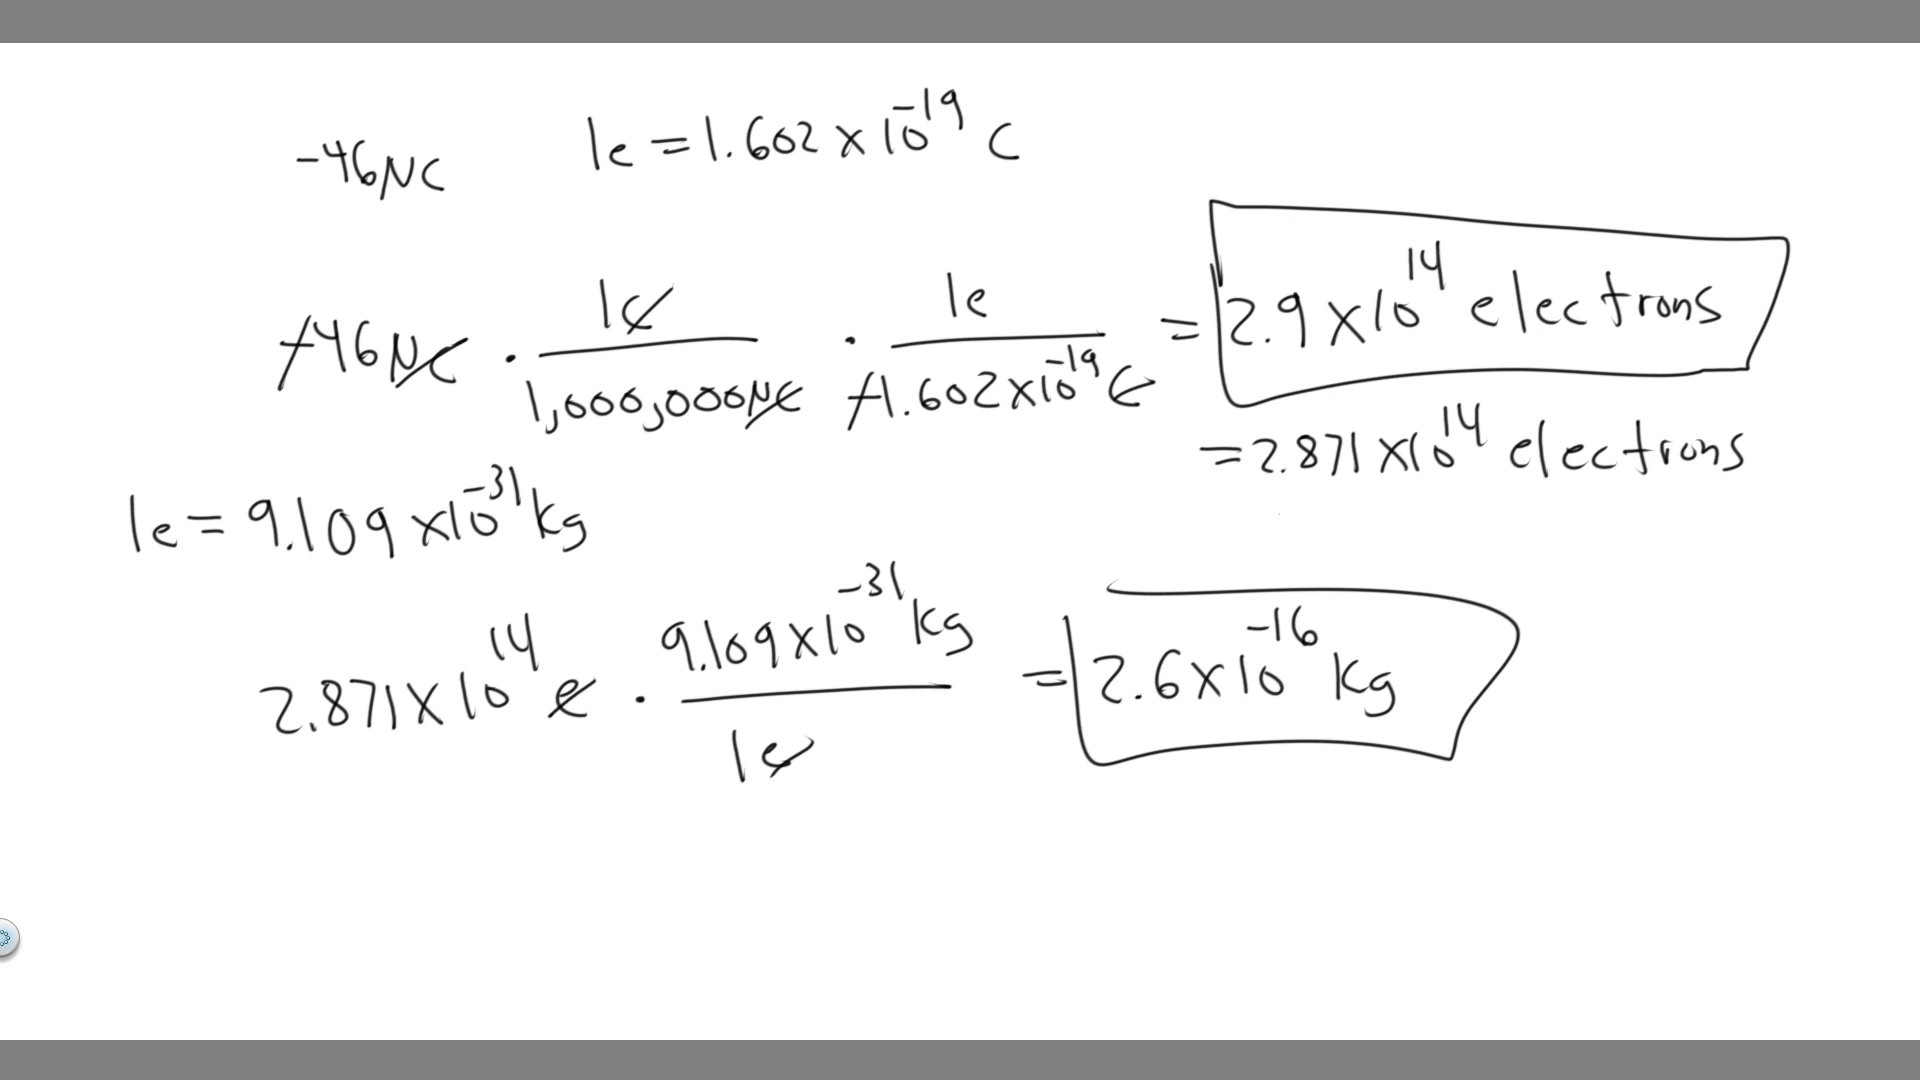 -46μC 1e = 1.602 x 10^-19 C
-46μC · 1C / 1,000,000μC · 1e / -1.602x10^-19 C = 2.9 x 10^14 electrons
= 2.871 x 10^14 electrons
1e = 9.109 x 10^-31 kg
2.871 x 10^14 e · 9.109 x 10^-31 kg / 1e = 2.6 x 10^-16 kg